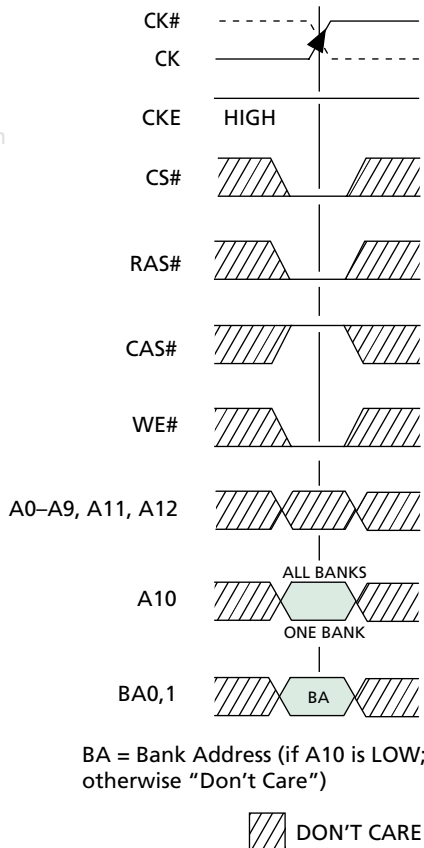 CK#
CK
CKE HIGH
CS#
RAS#
CAS#
WE#
A0–A9, A11, A12
ALL BANKS
A10
ONE BANK
BA0,1 BA
BA = Bank Address (if A10 is LOW;
otherwise “Don’t Care”)
DON’T CARE